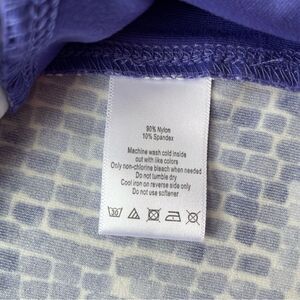 90% Nylon
10% Spandex
Machine wash cold inside
out with like colors
Only non-chlorine bleach when needed
Do not tumble dry
Cool iron on reverse side only
Do not use softener